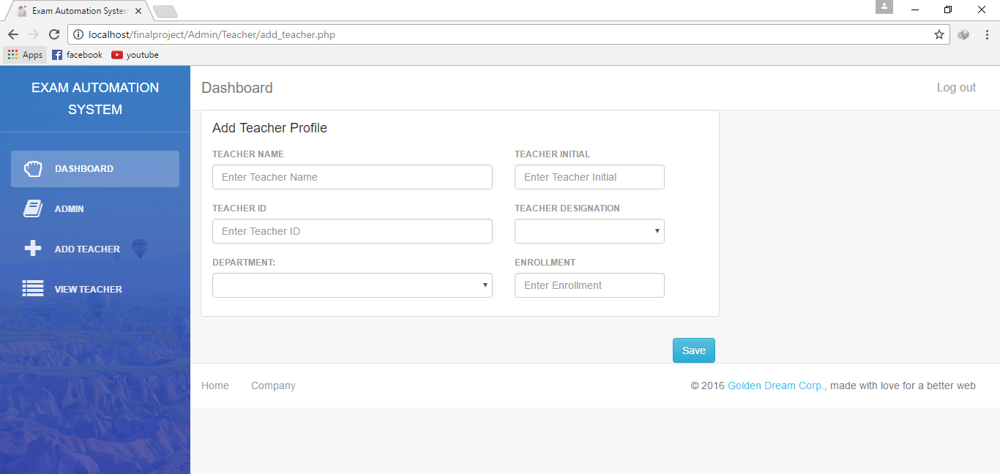 Exam Automation System
localhost/finalproject/Admin/Teacher/add_teacher.php
Apps facebook youtube
EXAM AUTOMATION
SYSTEM
DASHBOARD
ADMIN
ADD TEACHER
VIEW TEACHER
Dashboard Log out
Add Teacher Profile
TEACHER NAME TEACHER INITIAL
Enter Teacher Name Enter Teacher Initial
TEACHER ID TEACHER DESIGNATION
Enter Teacher ID
DEPARTMENT: ENROLLMENT
Enter Enrollment
Save
Home Company © 2016 Golden Dream Corp., made with love for a better web